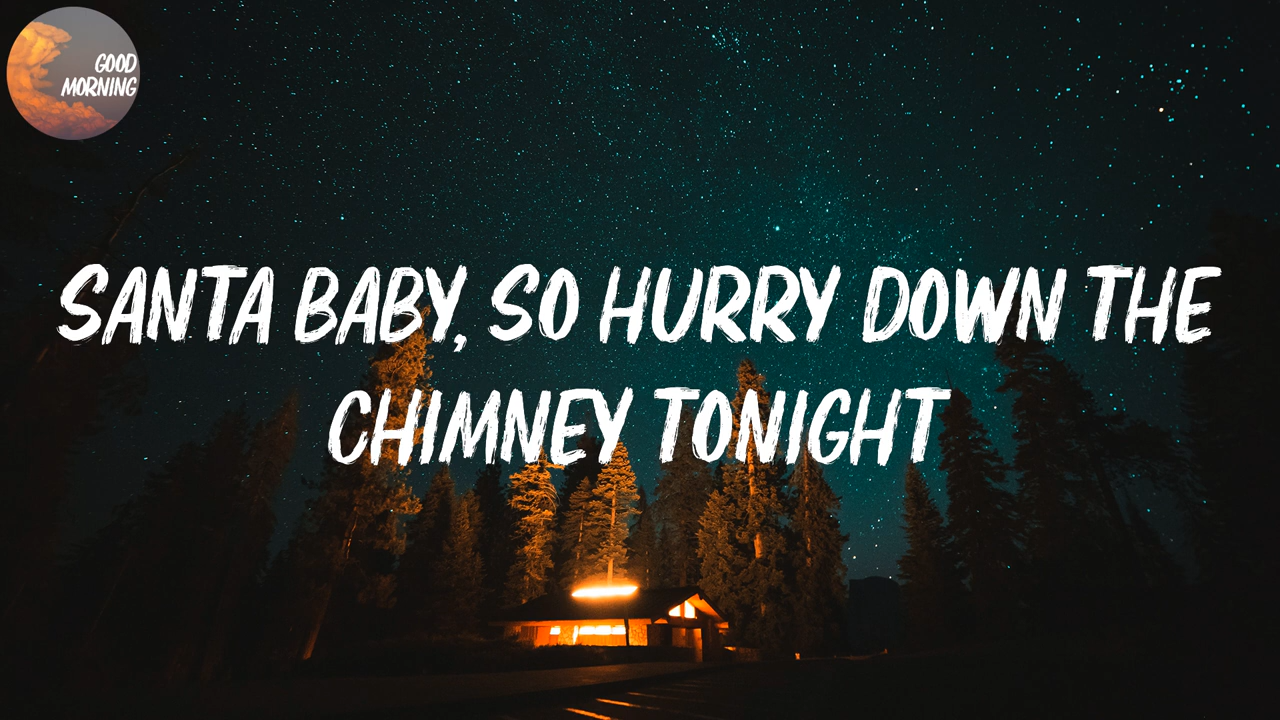 GOOD
MORNING
SANTA BABY, SO HURRY DOWN THE
CHIMNEY TONIGHT